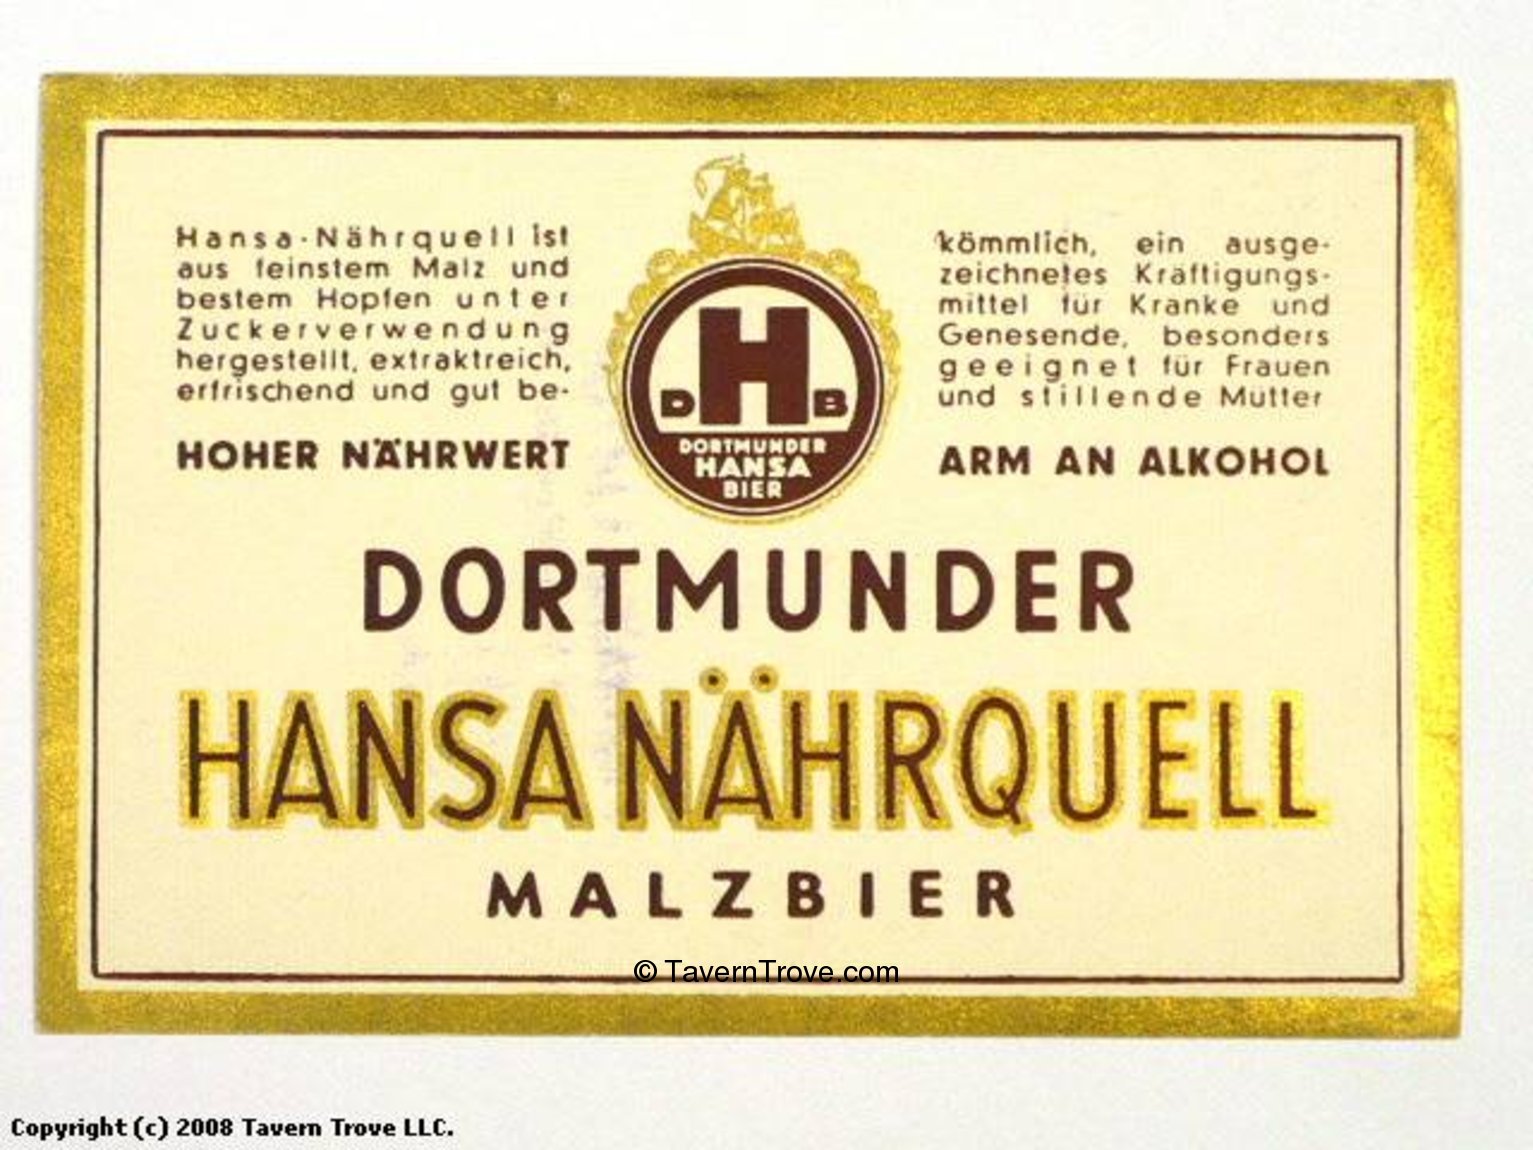 Hansa-Nährquell ist
aus feinstem Malz und
bestem Hopfen unter
Zuckerverwendung
hergestellt, extraktreich,
erfrischend und gut be-
HOHER NÄHRWERT
kömmlich, ein ausge-
zeichnetes Kräftigungs-
mittel für Kranke und
Genesende, besonders
geeignet für Frauen
und stillende Mütter
ARM AN ALKOHOL
D H B
DORTMUNDER
HANSA
BIER
DORTMUNDER
HANSA NÄHRQUELL
MALZBIER
© TavernTrove.com
Copyright (c) 2008 Tavern Trove LLC.